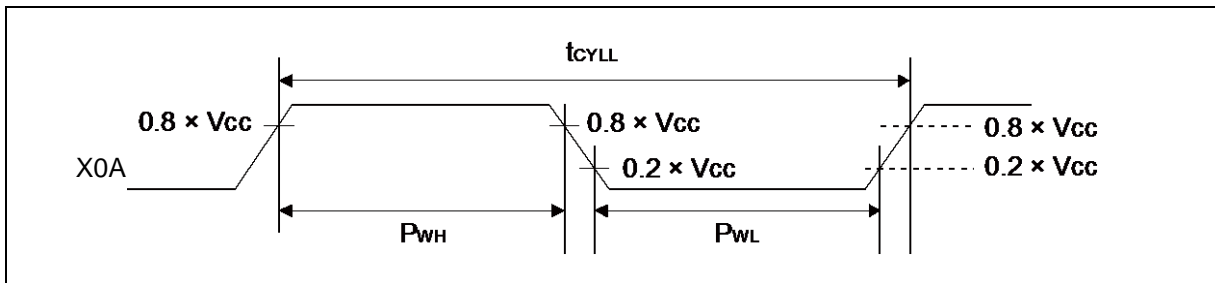 tCYLL
0.8 × Vcc
0.8 × Vcc
0.8 × Vcc
X0A
0.2 × Vcc
0.2 × Vcc
PWH
PWL